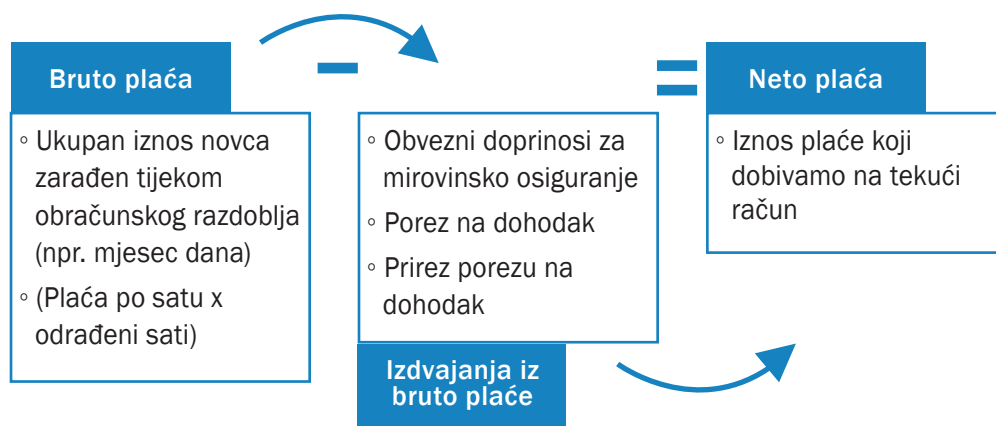 Bruto plaća
◦ Ukupan iznos novca
zarađen tijekom
obračunskog razdoblja
(npr. mjesec dana)
◦ (Plaća po satu x
odrađeni sati)
–
◦ Obvezni doprinosi za
mirovinsko osiguranje
◦ Porez na dohodak
◦ Prirez porezu na
dohodak
Izdvajanja iz
bruto plaće
=
Neto plaća
◦ Iznos plaće koji
dobivamo na tekući
račun